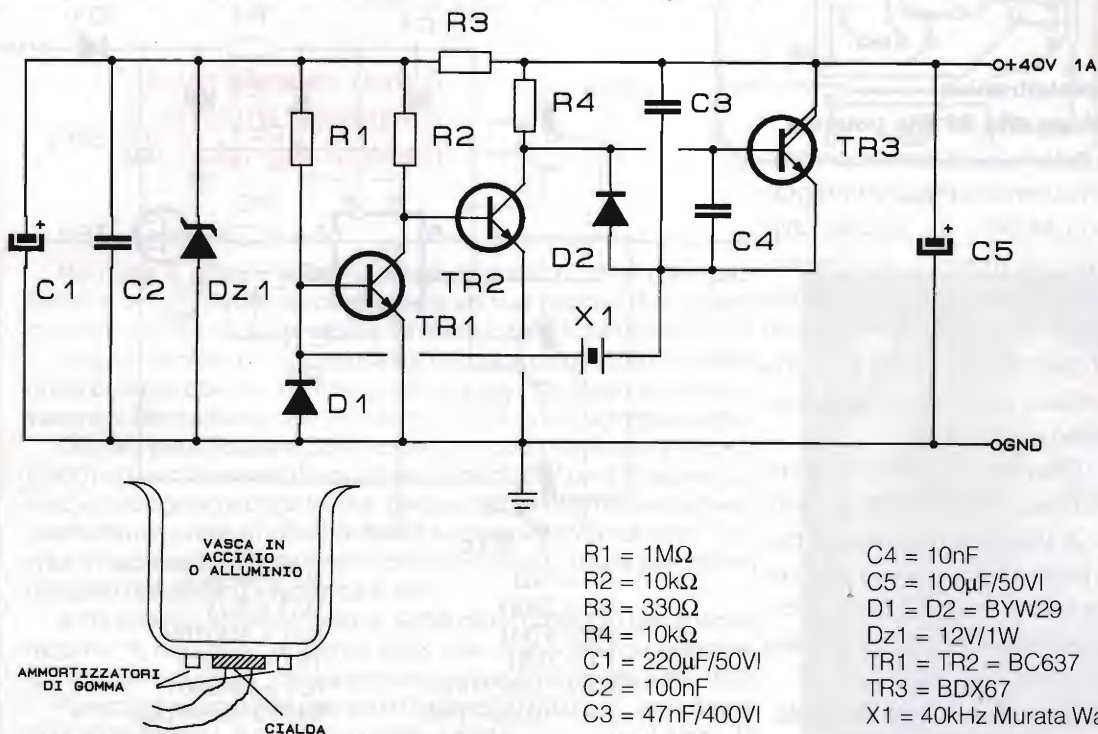 R3
O+40V 1A
R1
R2
R4
C3
TR3
C1
C2
Dz1
TR1
TR2
D2
C4
C5
X1
D1
OGND
VASCA IN
ACCIAIO
O ALLUMINIO
AMMORTIZZATORI
DI GOMMA
CIALDA
R1 = 1MΩ
R2 = 10kΩ
R3 = 330Ω
R4 = 10kΩ
C1 = 220µF/50Vl
C2 = 100nF
C3 = 47nF/400Vl
C4 = 10nF
C5 = 100µF/50Vl
D1 = D2 = BYW29
Dz1 = 12V/1W
TR1 = TR2 = BC637
TR3 = BDX67
X1 = 40kHz Murata Wa